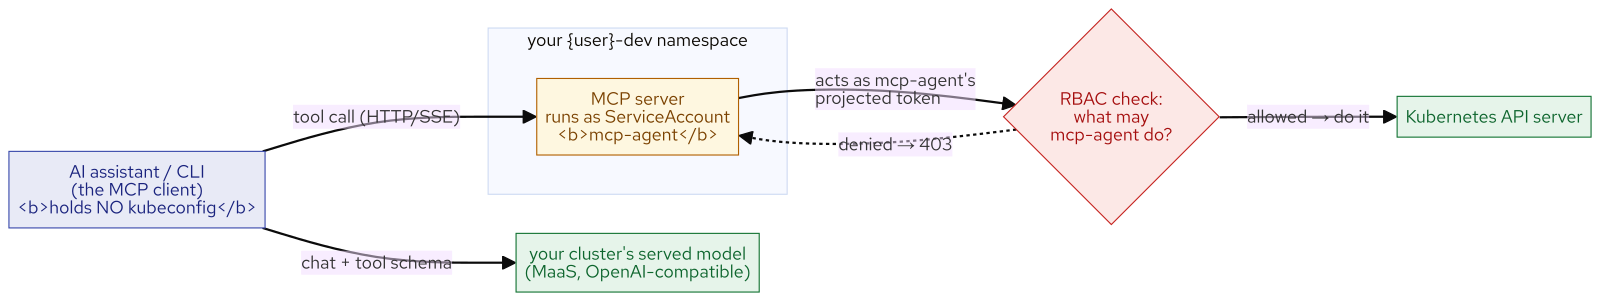 your {user}-dev namespace
MCP server
runs as ServiceAccount
<b>mcp-agent</b>
acts as mcp-agent's
projected token
RBAC check:
what may
mcp-agent do?
allowed → do it
Kubernetes API server
denied → 403
tool call (HTTP/SSE)
AI assistant / CLI
(the MCP client)
<b>holds NO kubeconfig</b>
chat + tool schema
your cluster's served model
(MaaS, OpenAI-compatible)